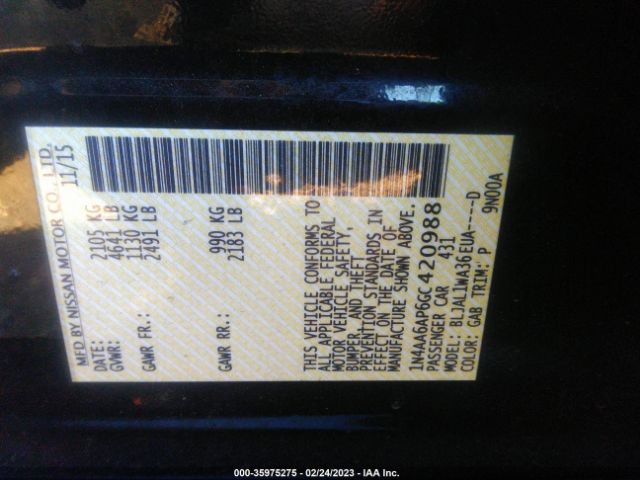 MFD BY NISSAN MOTOR CO., LTD.
DATE: 11/15
GVWR: 2105 KG
4641 LB
GAWR FR.: 1130 KG
2491 LB
GAWR RR.: 990 KG
2183 LB
THIS VEHICLE CONFORMS TO
ALL APPLICABLE FEDERAL
MOTOR VEHICLE SAFETY,
BUMPER, AND THEFT
PREVENTION STANDARDS IN
EFFECT ON THE DATE OF
MANUFACTURE SHOWN ABOVE.
1N4AA6AP6GC420988
PASSENGER CAR 431
MODEL: BLJALIWA36EUA----D
COLOR: GAB TRIM: P 9N00A
000-35975275 - 02/24/2023 - IAA Inc.